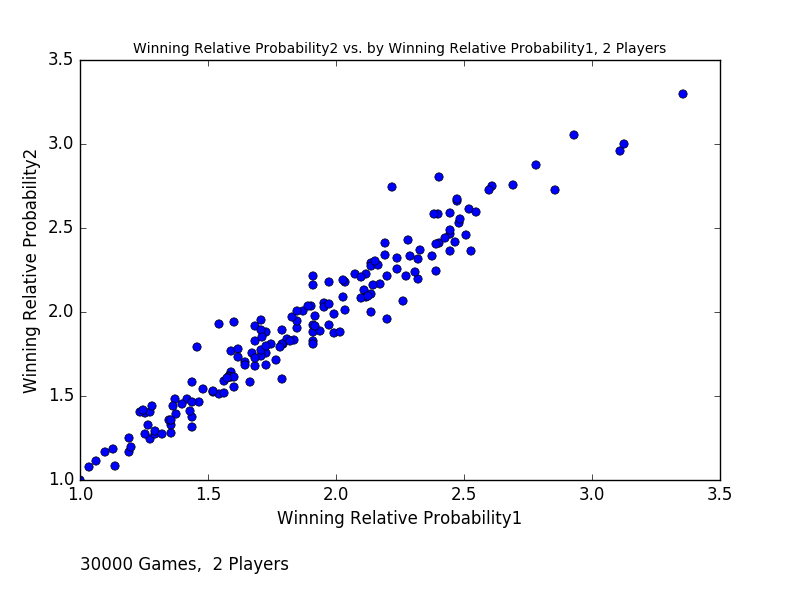 Winning Relative Probability2 vs. by Winning Relative Probability1, 2 Players
3.5
3.0
2.5
2.0
1.5
1.0
Winning Relative Probability2
1.0 1.5 2.0 2.5 3.0 3.5
Winning Relative Probability1
30000 Games,  2 Players